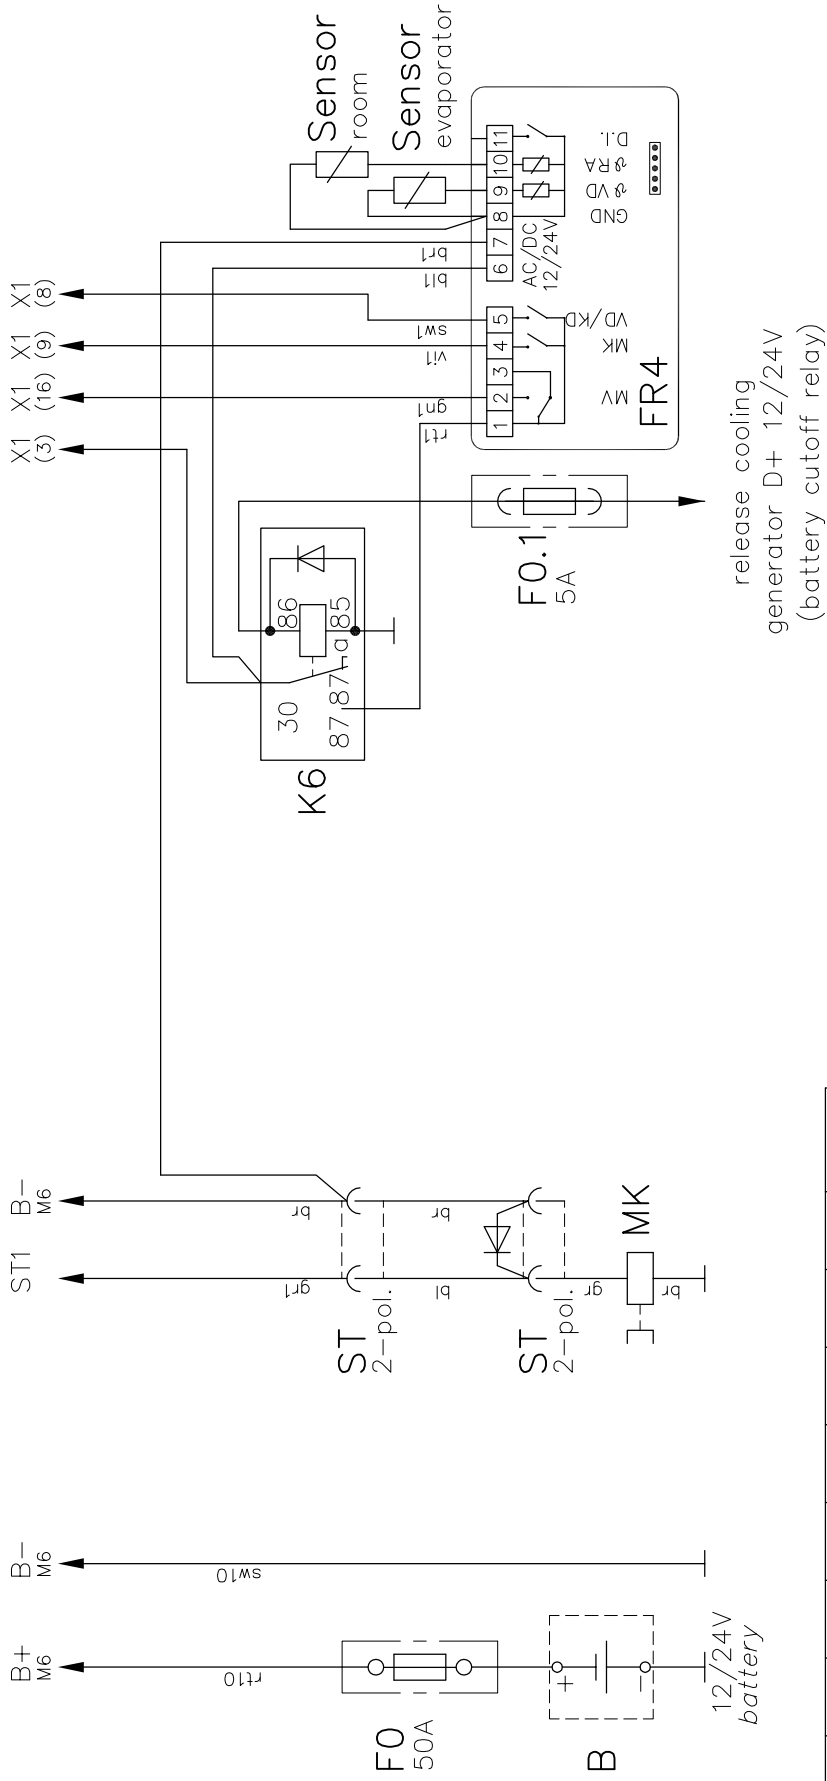 B+
M6
B−
M6
ST1
B−
M6
X1
(3)
X1
(16)
X1
(9)
X1
(8)
rt10
sw10
gr1
br
bl
br
gr
br
F0
50A
B
+
−
12/24V
battery
ST
2−pol.
ST
2−pol.
MK
K6
30
86
85
87
87
a
F0.1
5A
release cooling
generator D+ 12/24V
(battery cutoff relay)
Sensor
room
Sensor
evaporator
rt1
gn1
vi1
sw1
bl1
br1
1
2
3
4
5
6
7
8
9
10
11
AC/DC
12/24V
MV
MK
VD/KD
GND
ϑVD
ϑRA
D.I.
FR4